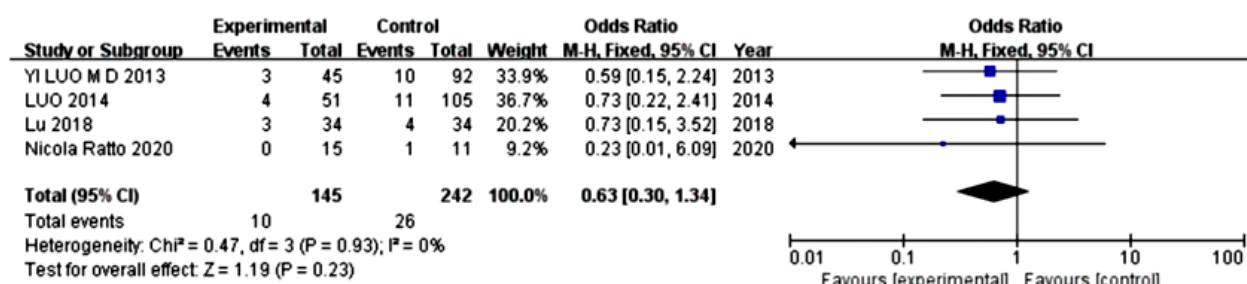 Experimental Control Odds Ratio Odds Ratio
Study or Subgroup Events Total Events Total Weight M-H, Fixed, 95% CI Year M-H, Fixed, 95% CI
YI LUO M D 2013 3 45 10 92 33.9% 0.59 [0.15, 2.24] 2013
LUO 2014 4 51 11 105 36.7% 0.73 [0.22, 2.41] 2014
Lu 2018 3 34 4 34 20.2% 0.73 [0.15, 3.52] 2018
Nicola Ratto 2020 0 15 1 11 9.2% 0.23 [0.01, 6.09] 2020
Total (95% CI) 145 242 100.0% 0.63 [0.30, 1.34]
Total events 10 26
Heterogeneity: Chi² = 0.47, df = 3 (P = 0.93); I² = 0%
Test for overall effect: Z = 1.19 (P = 0.23)
0.01 0.1 1 10 100
Favours [experimental] Favours [control]